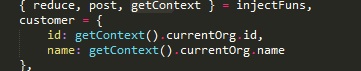 { reduce, post, getContext } = injectFuns,
customer = {
id: getContext().currentOrg.id,
name: getContext().currentOrg.name
},